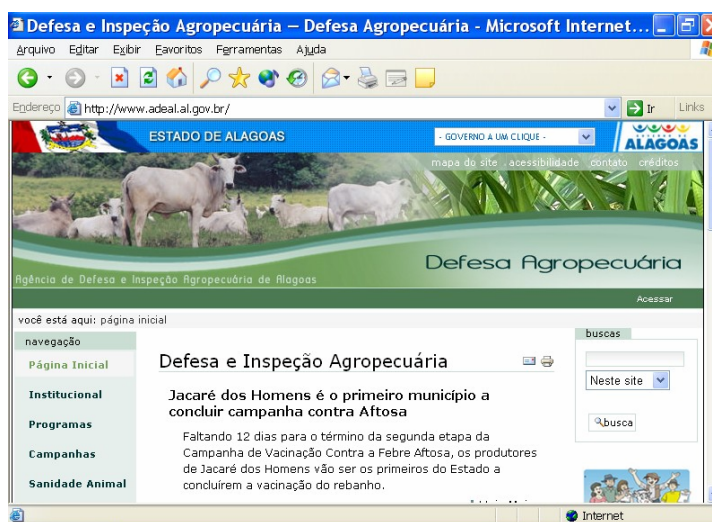 Defesa e Inspeção Agropecuária — Defesa Agropecuária - Microsoft Internet...
Arquivo Editar Exibir Favoritos Ferramentas Ajuda
Endereço http://www.adeal.al.gov.br/ Ir Links
ESTADO DE ALAGOAS - GOVERNO A UM CLIQUE - ALAGOAS
mapa do site acessibilidade contato créditos
Defesa Agropecuária
Agência de Defesa e Inspeção Agropecuária de Alagoas
Acessar
você está aqui: página inicial
navegação
Página Inicial
Institucional
Programas
Campanhas
Sanidade Animal
Defesa e Inspeção Agropecuária
Jacaré dos Homens é o primeiro município a
concluir campanha contra Aftosa
Faltando 12 dias para o término da segunda etapa da
Campanha de Vacinação Contra a Febre Aftosa, os produtores
de Jacaré dos Homens vão ser os primeiros do Estado a
concluírem a vacinação do rebanho.
buscas
Neste site
busca
Internet